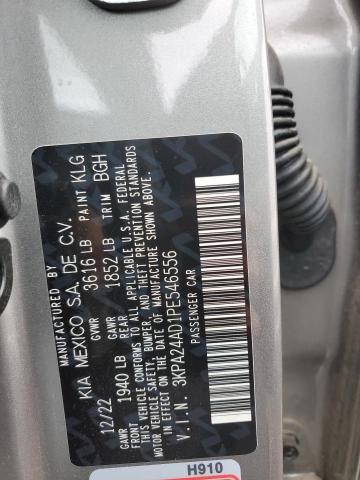 MANUFACTURED BY
KIA MEXICO S.A. DE C.V.
12/22 GVWR 3616 LB PAINT KLG
GAWR FRONT 1940 LB GAWR REAR 1852 LB TRIM BGH
THIS VEHICLE CONFORMS TO ALL APPLICABLE U.S.A. FEDERAL
MOTOR VEHICLE SAFETY, BUMPER, AND THEFT PREVENTION STANDARDS
IN EFFECT ON THE DATE OF MANUFACTURE SHOWN ABOVE.
V.I.N. 3KPA24AD1PE546556
PASSENGER CAR
H910